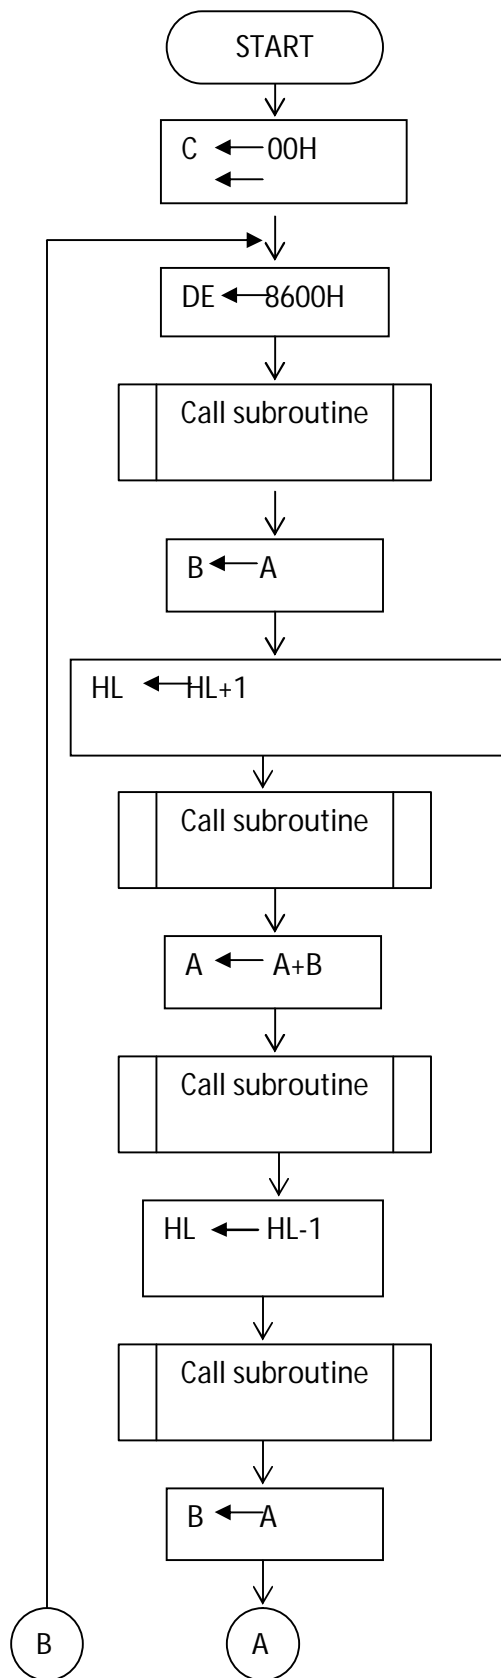 START
C ← 00H
←
DE ← 8600H
Call subroutine
B ← A
HL ← HL+1
Call subroutine
A ← A+B
Call subroutine
HL ← HL-1
Call subroutine
B ← A
B A